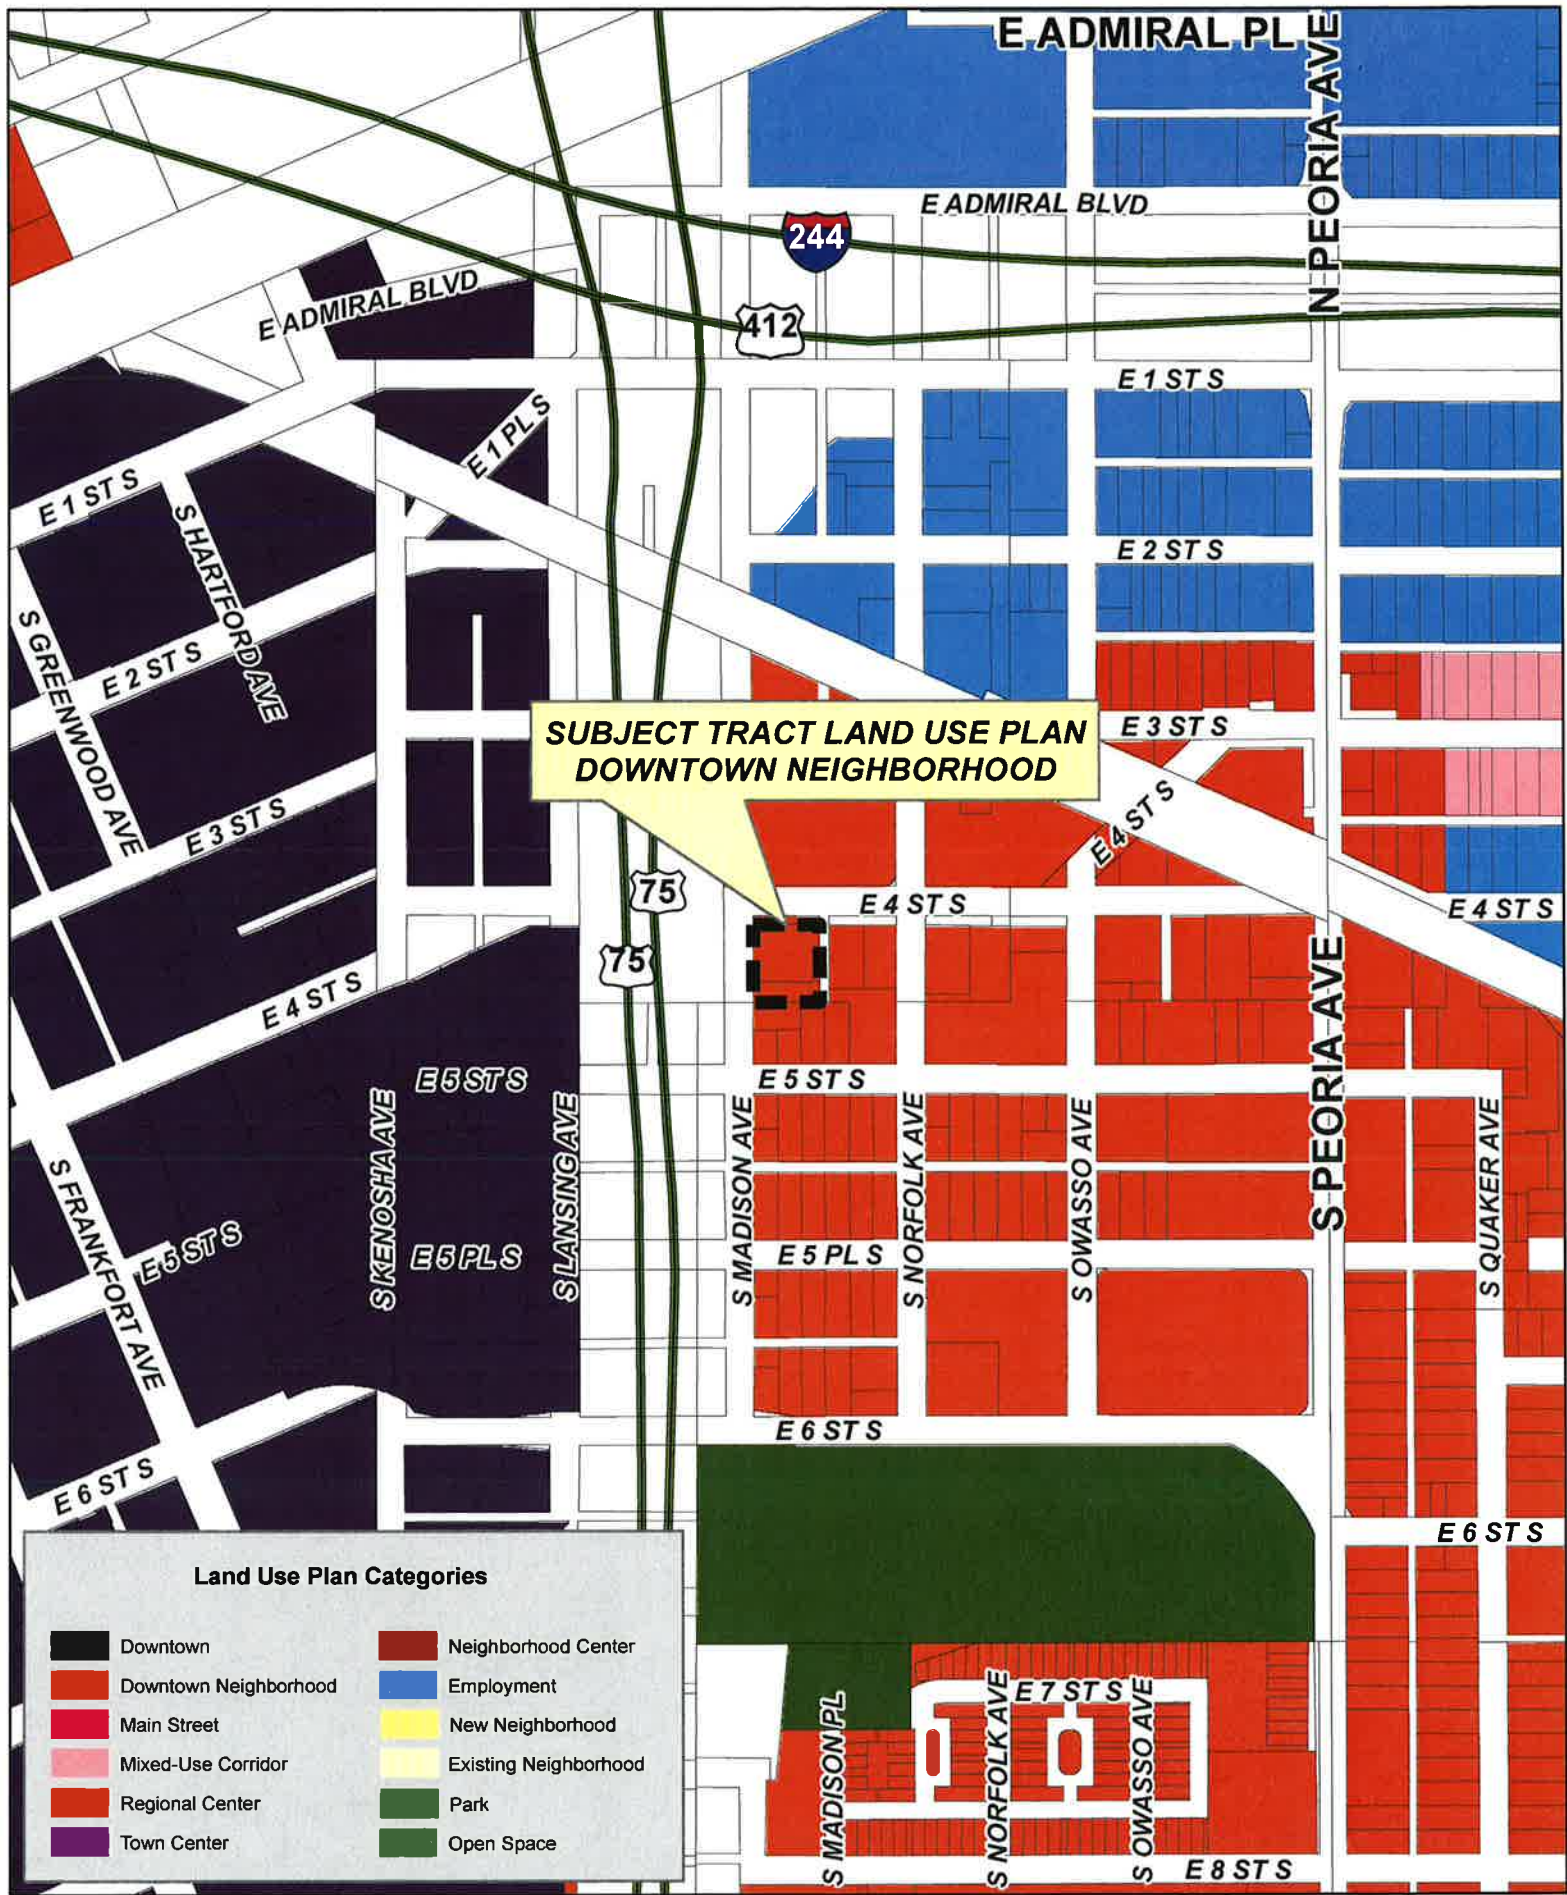 E ADMIRAL PL
N PEORIA AVE
E ADMIRAL BLVD
244
E ADMIRAL BLVD
412
E 1 ST S
E 1 PL S
E 1 ST S
S HARTFORD AVE
E 2 ST S
S GREENWOOD AVE
E 2 ST S
SUBJECT TRACT LAND USE PLAN
DOWNTOWN NEIGHBORHOOD
E 3 ST S
E 3 ST S
E 4 ST S
75
E 4 ST S
E 4 ST S
75
E 4 ST S
S PEORIA AVE
E 5 ST S
E 5 ST S
S KENOSHA AVE
S LANSING AVE
S MADISON AVE
S NORFOLK AVE
S OWASSO AVE
S QUAKER AVE
S FRANKFORT AVE
E 5 ST S
E 5 PL S
E 5 PL S
E 6 ST S
E 6 ST S
E 6 ST S
Land Use Plan Categories
Downtown
Downtown Neighborhood
Main Street
Mixed-Use Corridor
Regional Center
Town Center
Neighborhood Center
Employment
New Neighborhood
Existing Neighborhood
Park
Open Space
E 7 ST S
S MADISON PL
S NORFOLK AVE
S OWASSO AVE
E 8 ST S